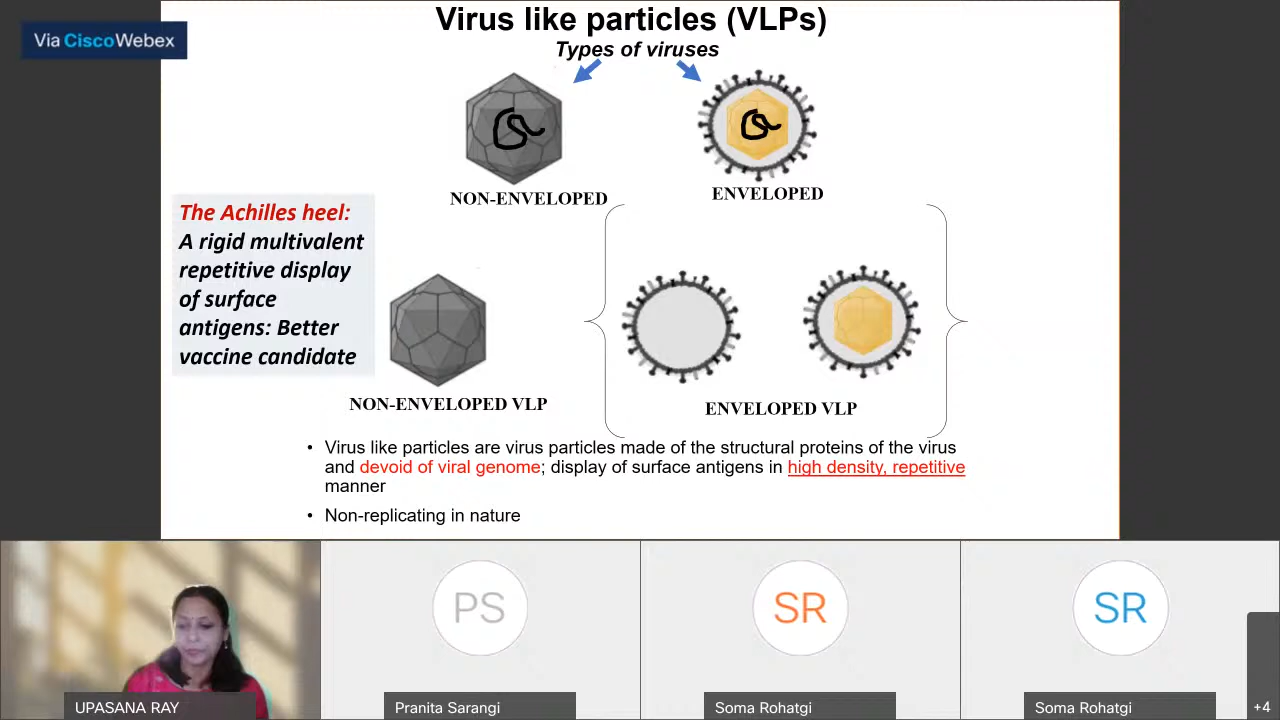 Via Cisco Webex
Virus like particles (VLPs)
Types of viruses
NON-ENVELOPED
ENVELOPED
The Achilles heel:
A rigid multivalent
repetitive display
of surface
antigens: Better
vaccine candidate
NON-ENVELOPED VLP
ENVELOPED VLP
• Virus like particles are virus particles made of the structural proteins of the virus
and devoid of viral genome; display of surface antigens in high density, repetitive
manner
• Non-replicating in nature
PS
SR
SR
UPASANA RAY
Pranita Sarangi
Soma Rohatgi
Soma Rohatgi
+4